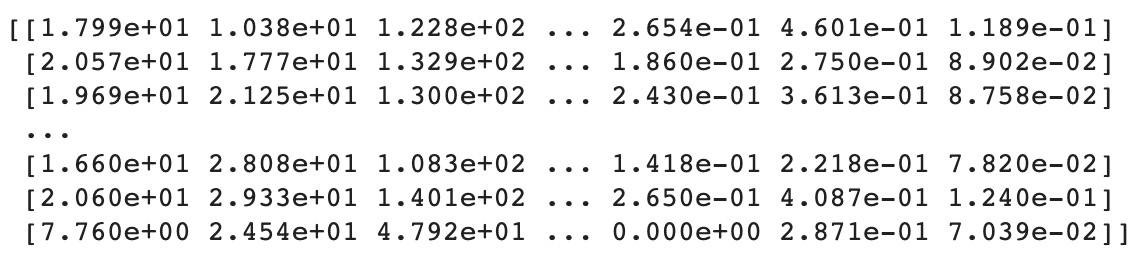 [[1.799e+01 1.038e+01 1.228e+02 ... 2.654e-01 4.601e-01 1.189e-01]
[2.057e+01 1.777e+01 1.329e+02 ... 1.860e-01 2.750e-01 8.902e-02]
[1.969e+01 2.125e+01 1.300e+02 ... 2.430e-01 3.613e-01 8.758e-02]
...
[1.660e+01 2.808e+01 1.083e+02 ... 1.418e-01 2.218e-01 7.820e-02]
[2.060e+01 2.933e+01 1.401e+02 ... 2.650e-01 4.087e-01 1.240e-01]
[7.760e+00 2.454e+01 4.792e+01 ... 0.000e+00 2.871e-01 7.039e-02]]